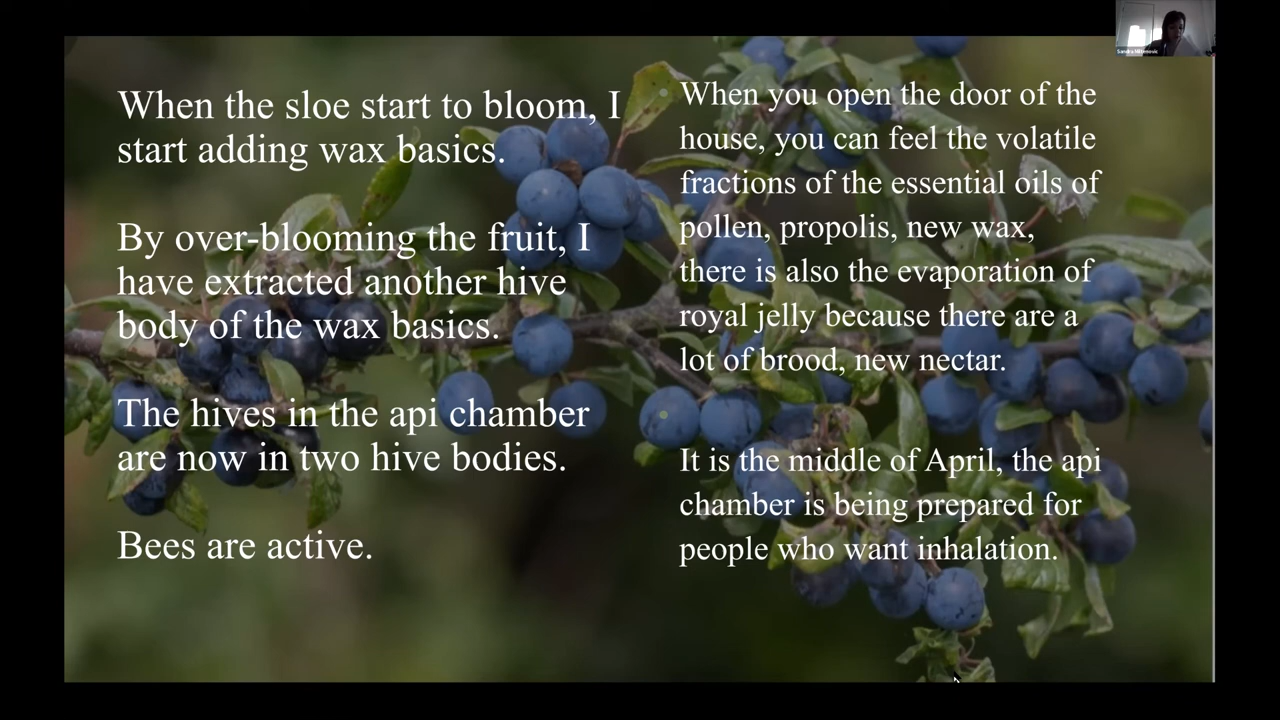 When the sloe start to bloom, I
start adding wax basics.
By over-blooming the fruit, I
have extracted another hive
body of the wax basics.
The hives in the api chamber
are now in two hive bodies.
Bees are active.
When you open the door of the
house, you can feel the volatile
fractions of the essential oils of
pollen, propolis, new wax,
there is also the evaporation of
royal jelly because there are a
lot of brood, new nectar.
It is the middle of April, the api
chamber is being prepared for
people who want inhalation.